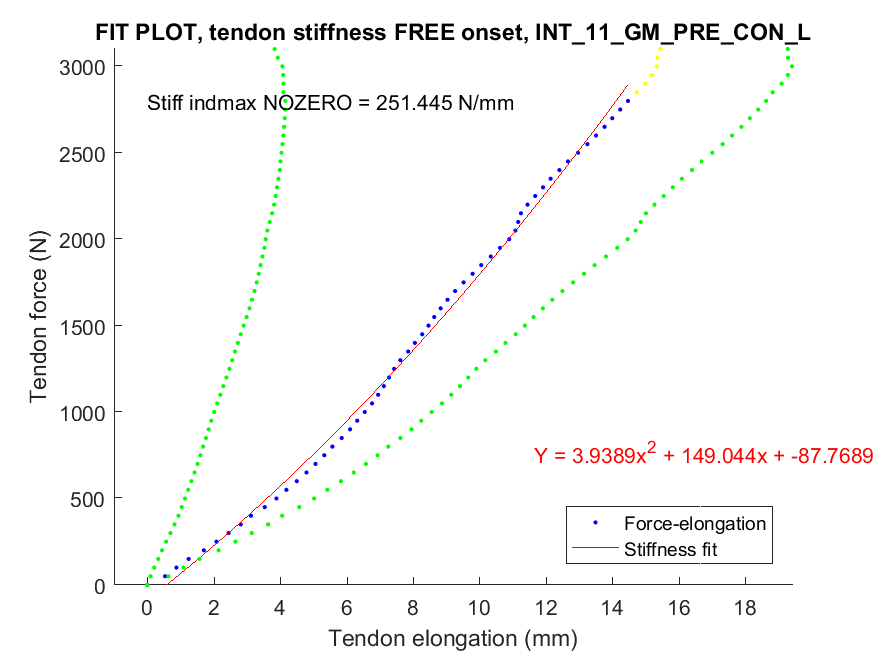 FIT PLOT, tendon stiffness FREE onset, INT_11_GM_PRE_CON_L
Stiff indmax NOZERO = 251.445 N/mm
3000
2500
2000
1500
1000
500
0
Tendon force (N)
Y = 3.9389x² + 149.044x + -87.7689
Force-elongation
Stiffness fit
0 2 4 6 8 10 12 14 16 18
Tendon elongation (mm)